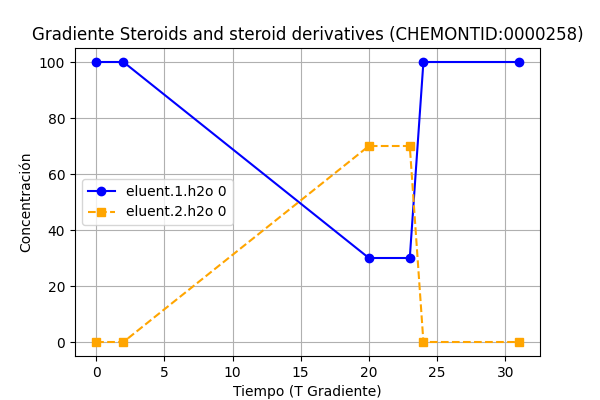 Gradiente Steroids and steroid derivatives (CHEMONTID:0000258)
100
80
60
40
20
0
Concentración
eluent.1.h2o 0
eluent.2.h2o 0
0 5 10 15 20 25 30
Tiempo (T Gradiente)